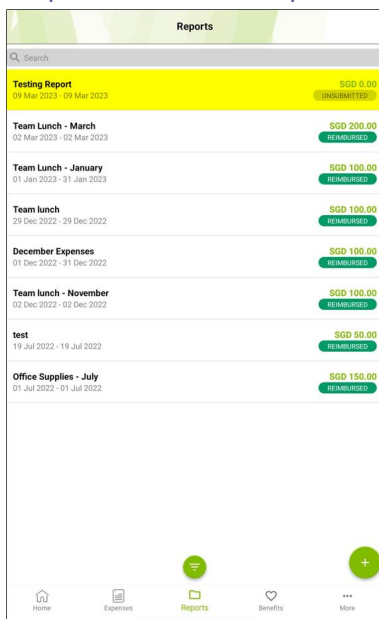 Reports
Search
Testing Report SGD 0.00
09 Mar 2023 - 09 Mar 2023 UNSUBMITTED
Team Lunch - March SGD 200.00
02 Mar 2023 - 02 Mar 2023 REIMBURSED
Team Lunch - January SGD 100.00
01 Jan 2023 - 31 Jan 2023 REIMBURSED
Team lunch SGD 100.00
29 Dec 2022 - 29 Dec 2022 REIMBURSED
December Expenses SGD 100.00
01 Dec 2022 - 31 Dec 2022 REIMBURSED
Team lunch - November SGD 100.00
02 Dec 2022 - 02 Dec 2022 REIMBURSED
test SGD 50.00
19 Jul 2022 - 19 Jul 2022 REIMBURSED
Office Supplies - July SGD 150.00
01 Jul 2022 - 01 Jul 2022 REIMBURSED
Home Expenses Reports Benefits More